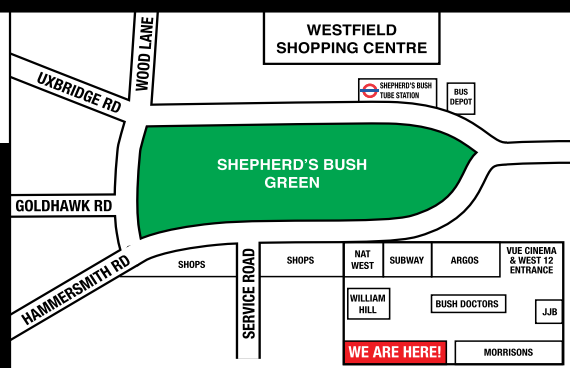 WESTFIELD
SHOPPING CENTRE
WOOD LANE
UXBRIDGE RD
SHEPHERD'S BUSH
TUBE STATION
BUS
DEPOT
SHEPHERD'S BUSH
GREEN
GOLDHAWK RD
HAMMERSMITH RD
SHOPS
SERVICE ROAD
SHOPS
NAT
WEST
SUBWAY
ARGOS
VUE CINEMA
& WEST 12
ENTRANCE
WILLIAM
HILL
BUSH DOCTORS
JJB
WE ARE HERE!
MORRISONS